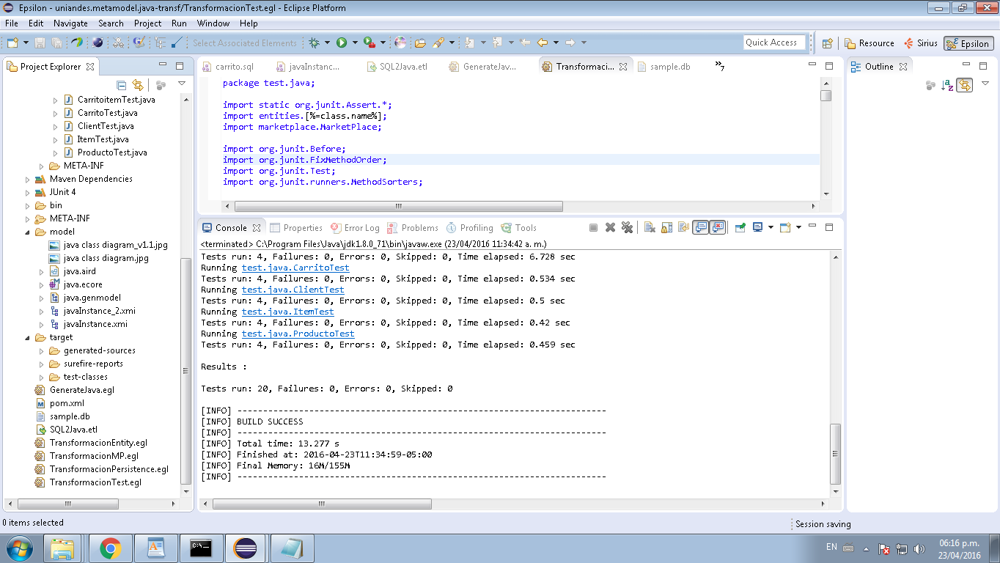 Epsilon - uniandes.metamodel.java-transf/TransformacionTest.egl - Eclipse Platform
File Edit Navigate Search Project Run Window Help
Select Associated Elements
Quick Access
Resource
Sirius
Epsilon
Project Explorer
CarritoitemTest.java
CarritoTest.java
ClientTest.java
ItemTest.java
ProductoTest.java
META-INF
Maven Dependencies
JUnit 4
bin
META-INF
model
java class diagram_v1.1.jpg
java class diagram.jpg
java.aird
java.ecore
java.genmodel
javaInstance_2.xmi
javaInstance.xmi
target
generated-sources
surefire-reports
test-classes
GenerateJava.egl
pom.xml
sample.db
SQL2Java.etl
TransformacionEntity.egl
TransformacionMP.egl
TransformacionPersistence.egl
TransformacionTest.egl
carrito.sql
javaInstanc...
SQL2Java.etl
GenerateJav...
Transformaci...
sample.db
»7
package test.java;
import static org.junit.Assert.*;
import entities.[%=class.name%];
import marketplace.MarketPlace;
import org.junit.Before;
import org.junit.FixMethodOrder;
import org.junit.Test;
import org.junit.runners.MethodSorters;
Console
Properties
Error Log
Problems
Profiling
Tools
<terminated> C:\Program Files\Java\jdk1.8.0_71\bin\javaw.exe (23/04/2016 11:34:42 a. m.)
Tests run: 4, Failures: 0, Errors: 0, Skipped: 0, Time elapsed: 6.728 sec
Running test.java.CarritoTest
Tests run: 4, Failures: 0, Errors: 0, Skipped: 0, Time elapsed: 0.534 sec
Running test.java.ClientTest
Tests run: 4, Failures: 0, Errors: 0, Skipped: 0, Time elapsed: 0.5 sec
Running test.java.ItemTest
Tests run: 4, Failures: 0, Errors: 0, Skipped: 0, Time elapsed: 0.42 sec
Running test.java.ProductoTest
Tests run: 4, Failures: 0, Errors: 0, Skipped: 0, Time elapsed: 0.459 sec
Results :
Tests run: 20, Failures: 0, Errors: 0, Skipped: 0
[INFO] ------------------------------------------------------------------------
[INFO] BUILD SUCCESS
[INFO] ------------------------------------------------------------------------
[INFO] Total time: 13.277 s
[INFO] Finished at: 2016-04-23T11:34:59-05:00
[INFO] Final Memory: 16M/155M
[INFO] ------------------------------------------------------------------------
Outline
0 items selected
Session saving
EN
06:16 p.m.
23/04/2016